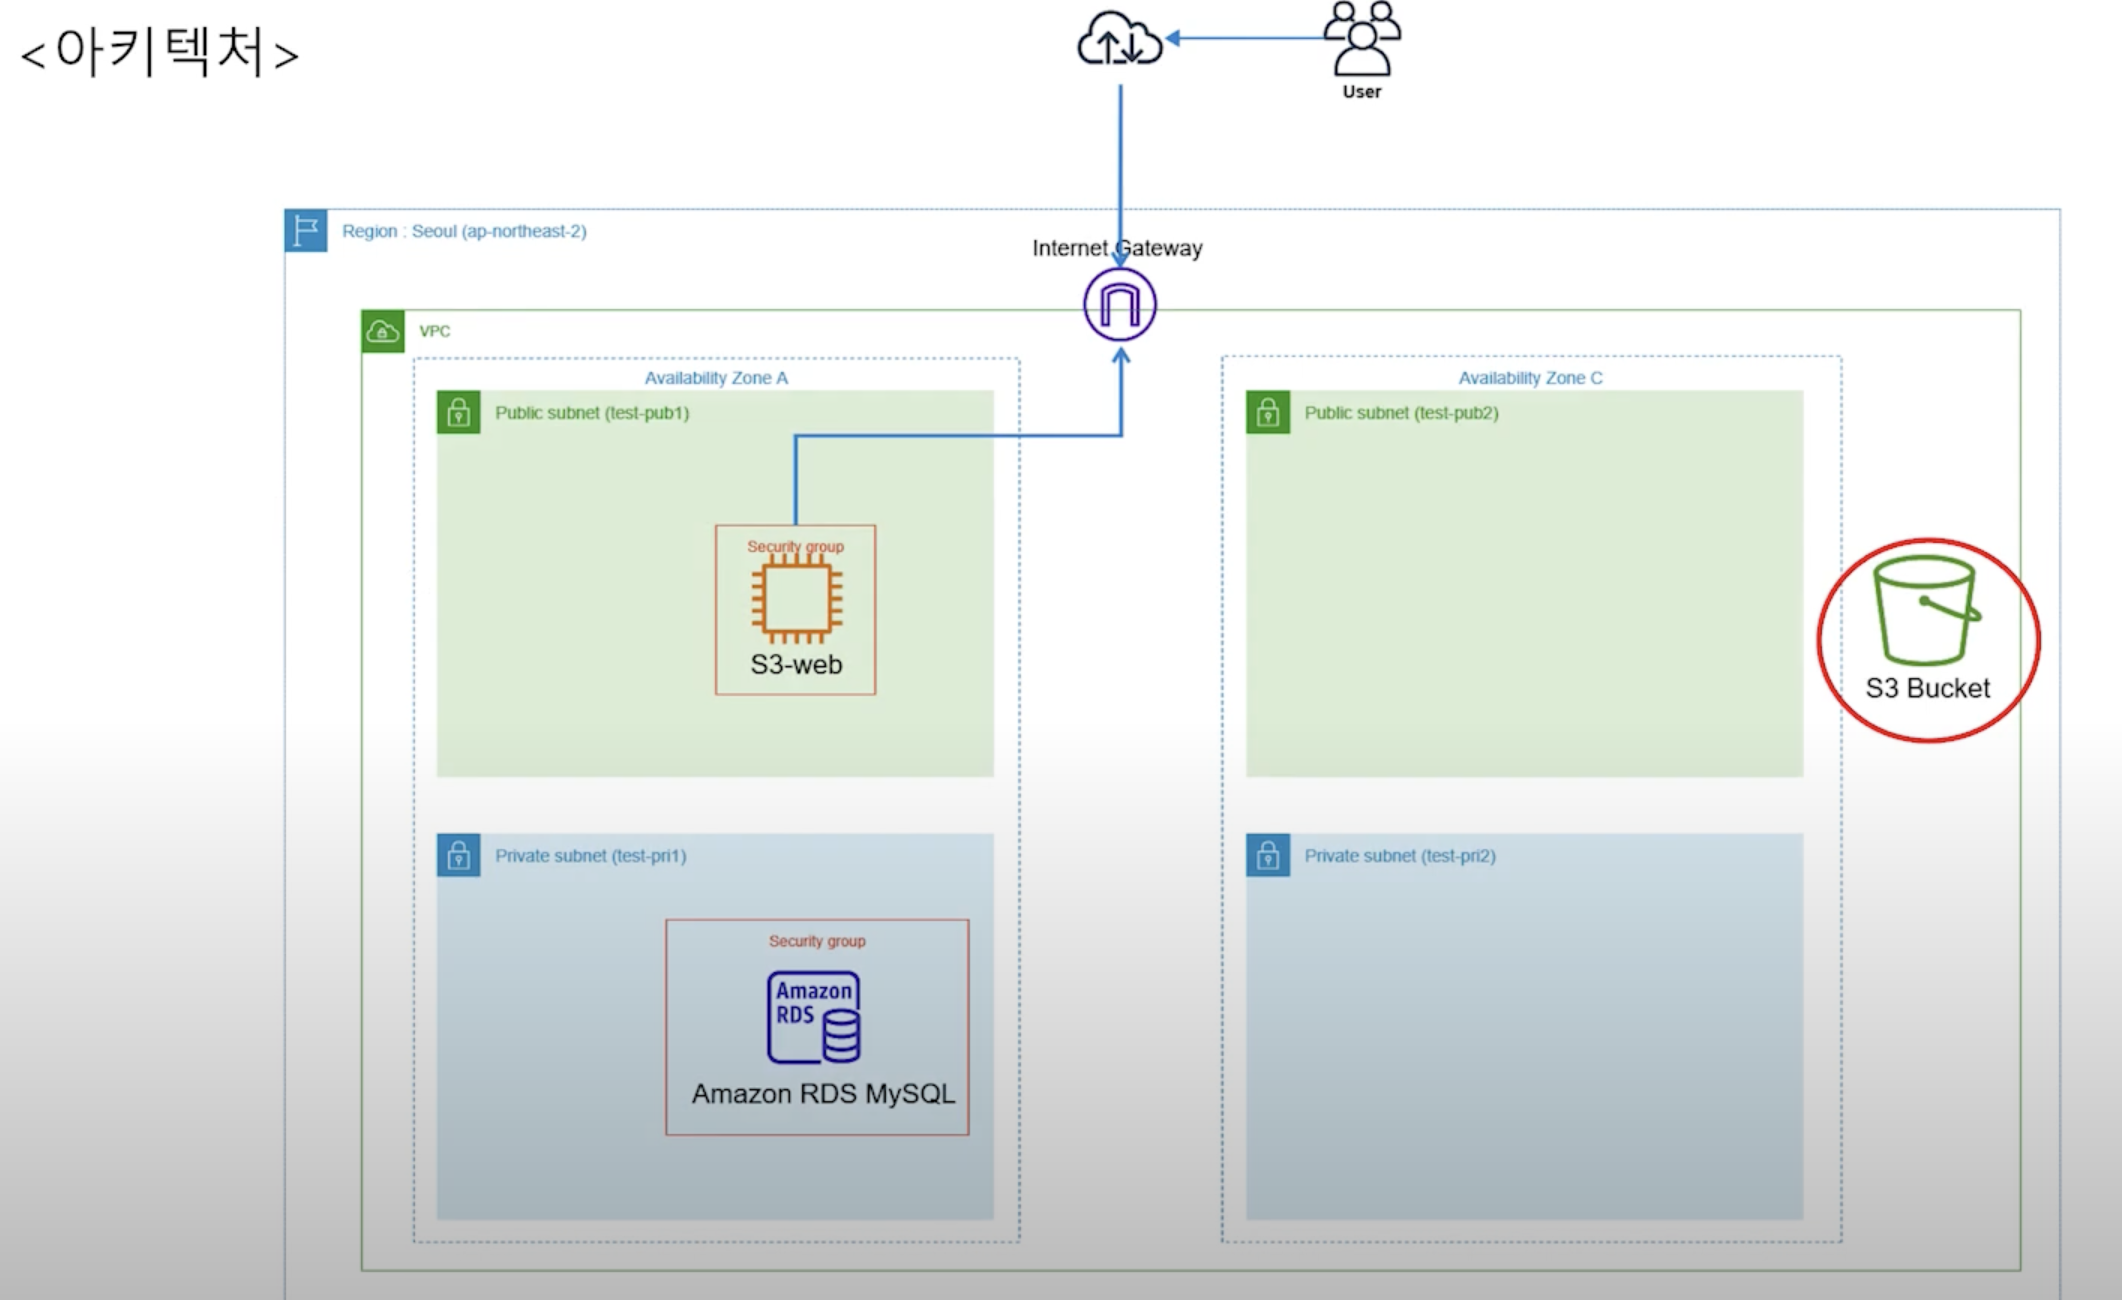 <아키텍처>
User
Region : Seoul (ap-northeast-2)
Internet Gateway
VPC
Availability Zone A
Public subnet (test-pub1)
Security group
S3-web
Private subnet (test-pri1)
Security group
Amazon
RDS
Amazon RDS MySQL
Availability Zone C
Public subnet (test-pub2)
Private subnet (test-pri2)
S3 Bucket